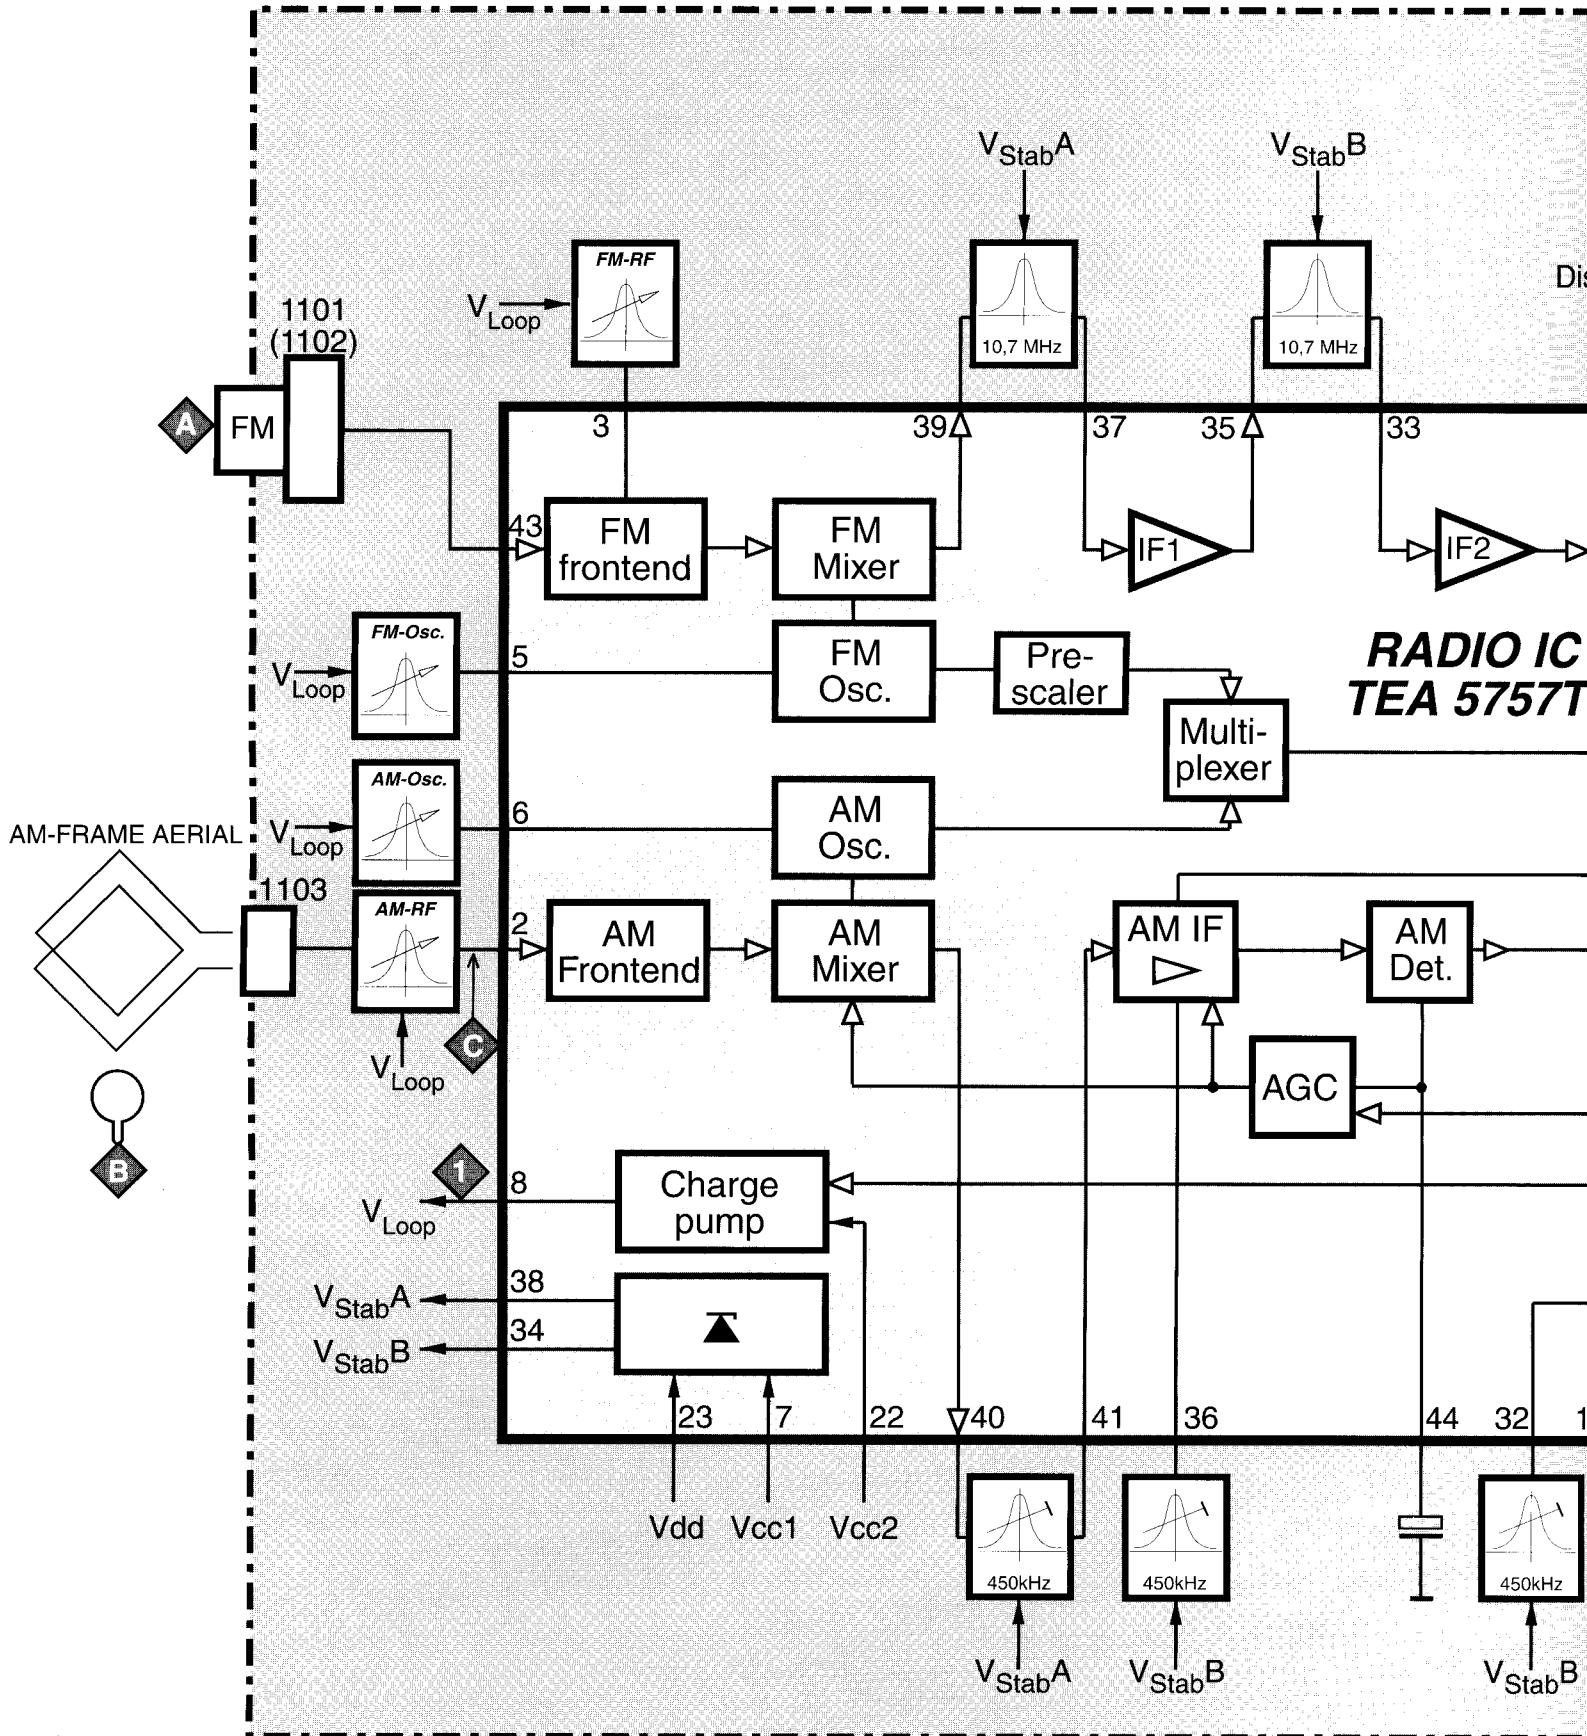 VStabA
VStabB
FM-RF
VLoop
10,7 MHz
10,7 MHz
1101
(1102)
A
FM
3
39
37
35
33
43
FM
frontend
FM
Mixer
IF1
IF2
FM-Osc.
VLoop
5
FM
Osc.
Pre-
scaler
RADIO IC
TEA 5757T
Multi-
plexer
AM-Osc.
VLoop
6
AM
Osc.
AM-FRAME AERIAL
1103
AM-RF
2
AM
Frontend
AM
Mixer
AM IF
AM
Det.
C
VLoop
AGC
B
1
8
VLoop
Charge
pump
38
VStabA
34
VStabB
23
7
22
40
41
36
44
32
Vdd
Vcc1
Vcc2
450kHz
450kHz
450kHz
VStabA
VStabB
VStabB